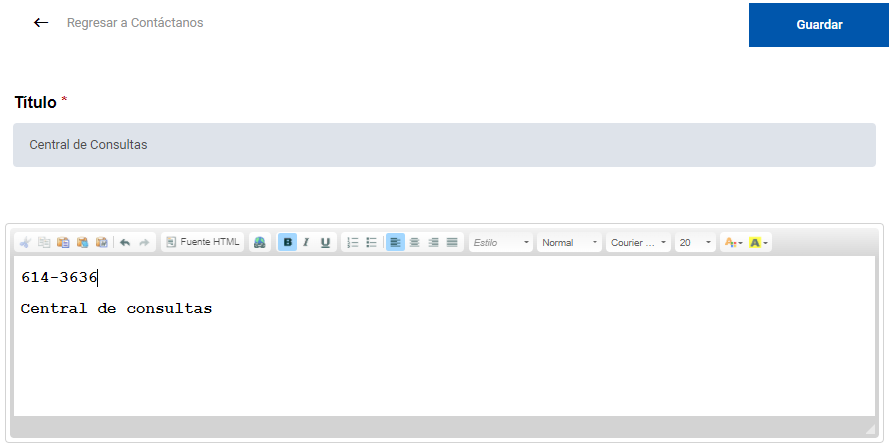 Regresar a Contáctanos
Guardar
Título *
Central de Consultas
Fuente HTML B I U Estilo Normal Courier ... 20 A A
614-3636
Central de consultas